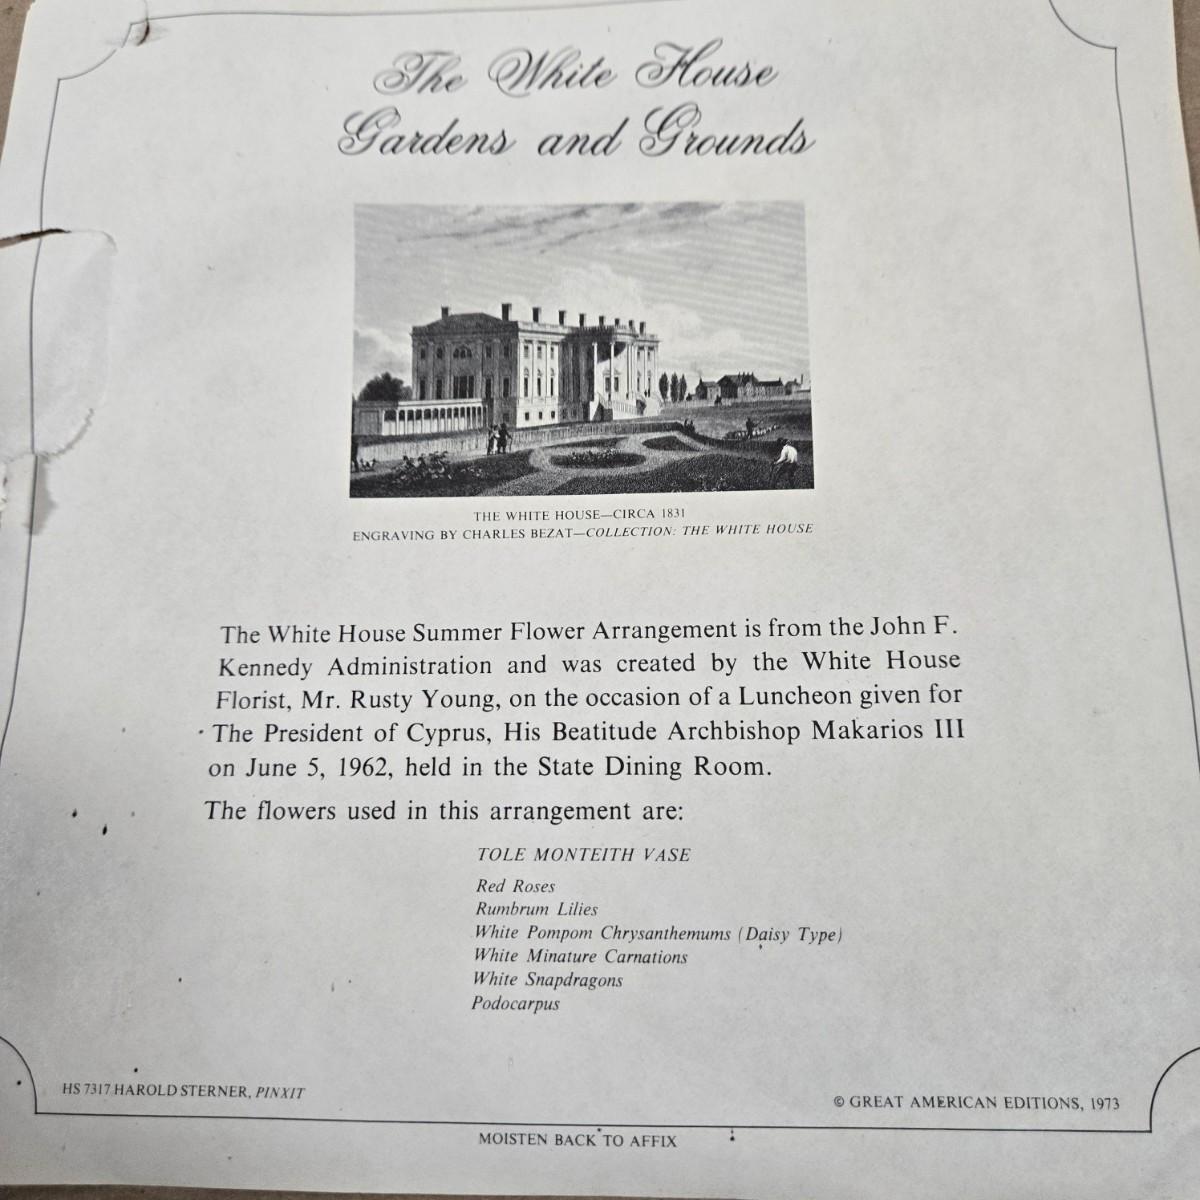 The White House
Gardens and Grounds
THE WHITE HOUSE—CIRCA 1831
ENGRAVING BY CHARLES BEZAT—COLLECTION: THE WHITE HOUSE
The White House Summer Flower Arrangement is from the John F.
Kennedy Administration and was created by the White House
Florist, Mr. Rusty Young, on the occasion of a Luncheon given for
The President of Cyprus, His Beatitude Archbishop Makarios III
on June 5, 1962, held in the State Dining Room.
The flowers used in this arrangement are:
TOLE MONTEITH VASE
Red Roses
Rumbrum Lilies
White Pompom Chrysanthemums (Daisy Type)
White Minature Carnations
White Snapdragons
Podocarpus
HS 7317 HAROLD STERNER, PINXIT
© GREAT AMERICAN EDITIONS, 1973
MOISTEN BACK TO AFFIX